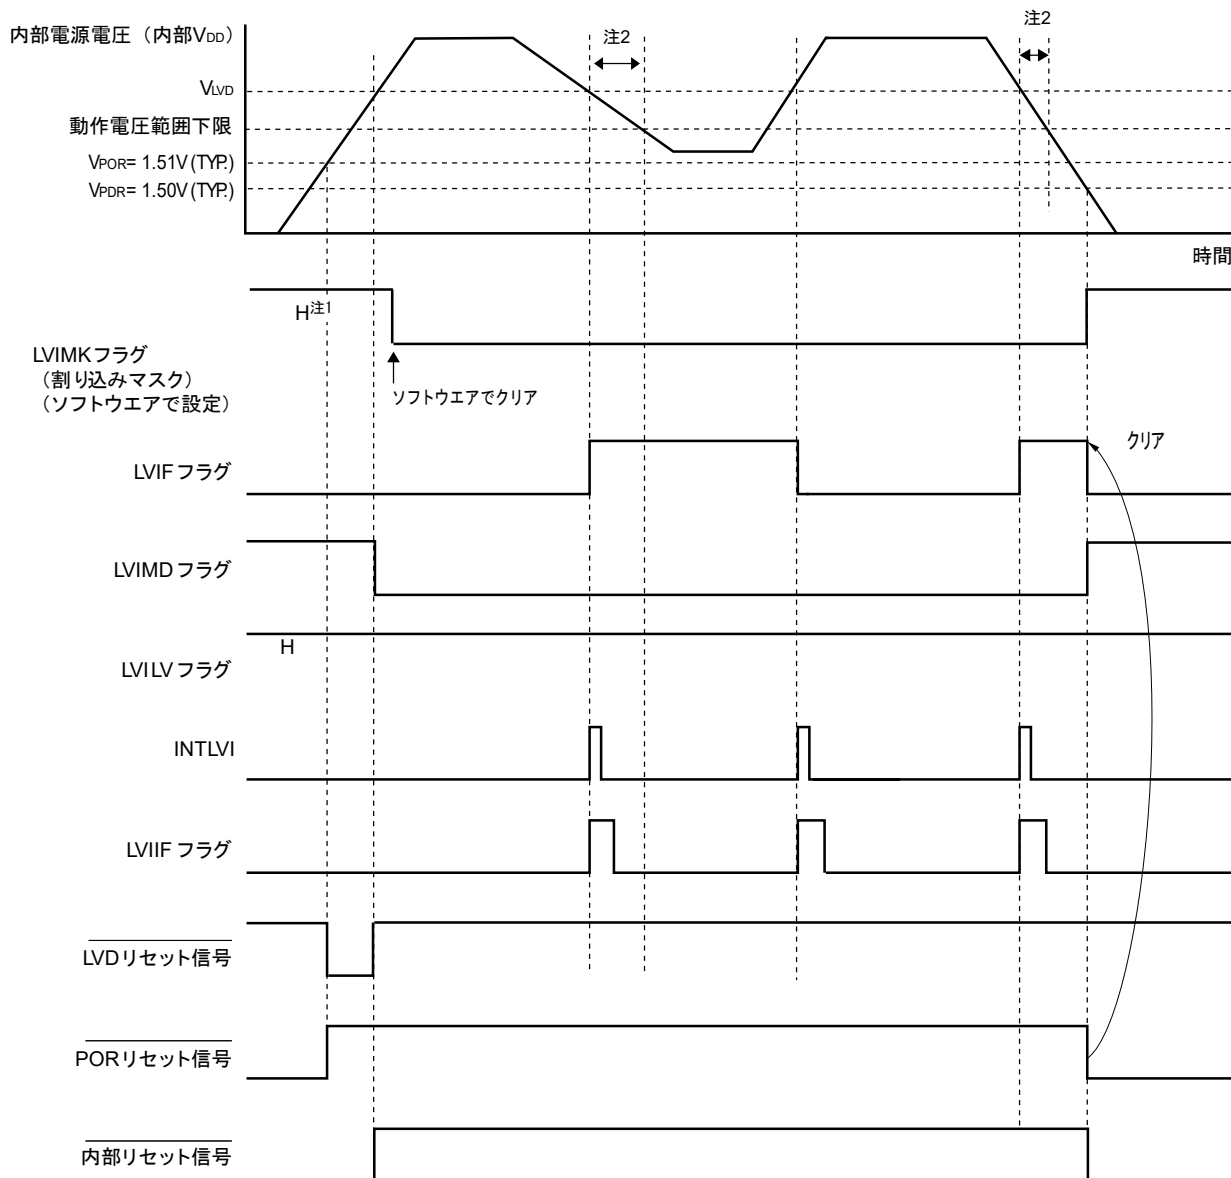 内部電源電圧（内部VDD）
注2
注2
VLVD
動作電圧範囲下限
VPOR= 1.51V (TYP.)
VPDR= 1.50V (TYP.)
時間
H注1
LVIMKフラグ
（割り込みマスク）
（ソフトウエアで設定）
ソフトウエアでクリア
クリア
LVIF フラグ
LVIMD フラグ
H
LVILV フラグ
INTLVI
LVIIF フラグ
LVDリセット信号
PORリセット信号
内部リセット信号